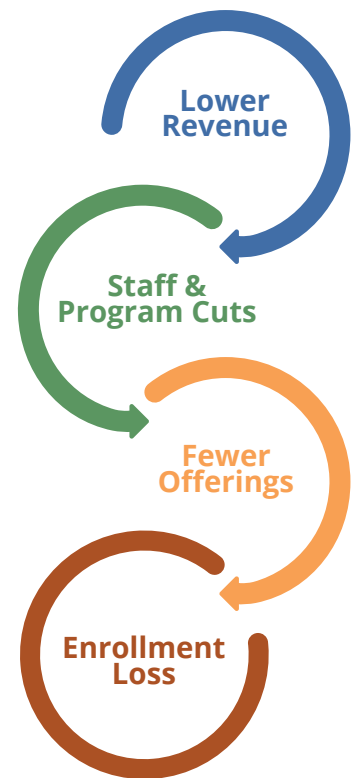 Lower
Revenue
Staff &
Program Cuts
Fewer
Offerings
Enrollment
Loss